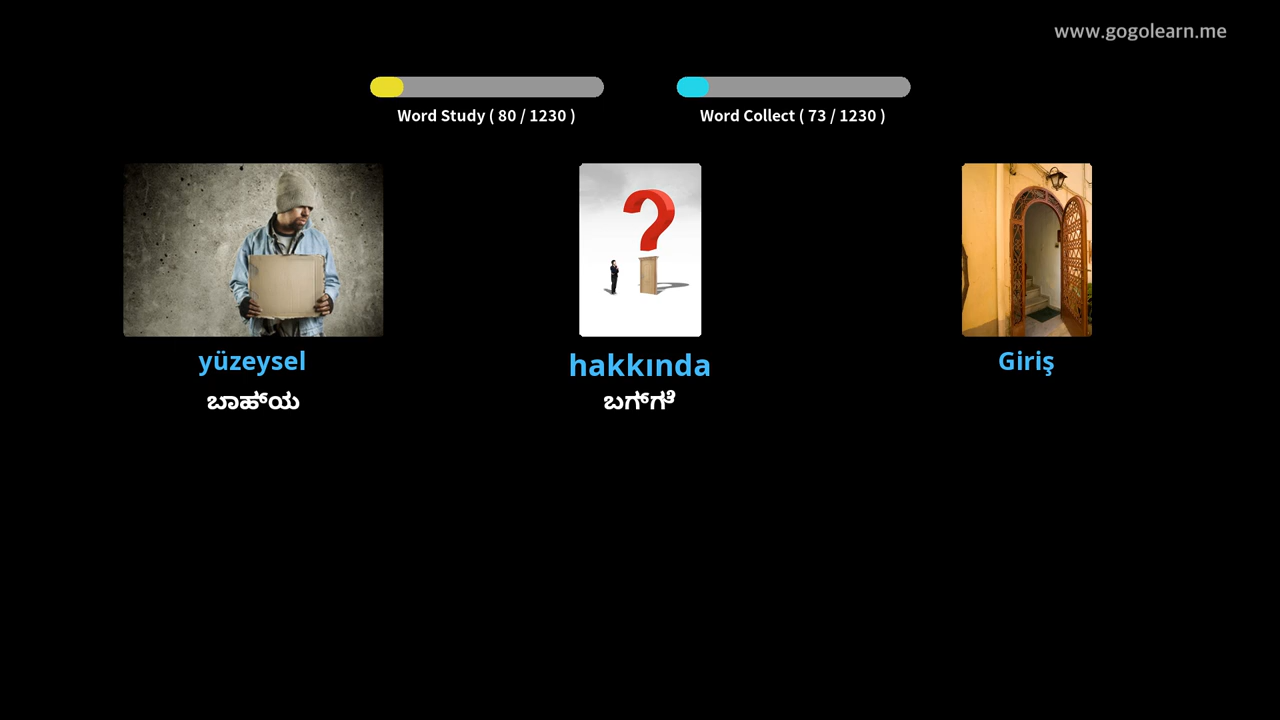 www.gogolearn.me
Word Study ( 80 / 1230 )
Word Collect ( 73 / 1230 )
yüzeysel
hakkında
Giriş
ಬಾಹ್ಯ
ಬಗ್ಗೆ